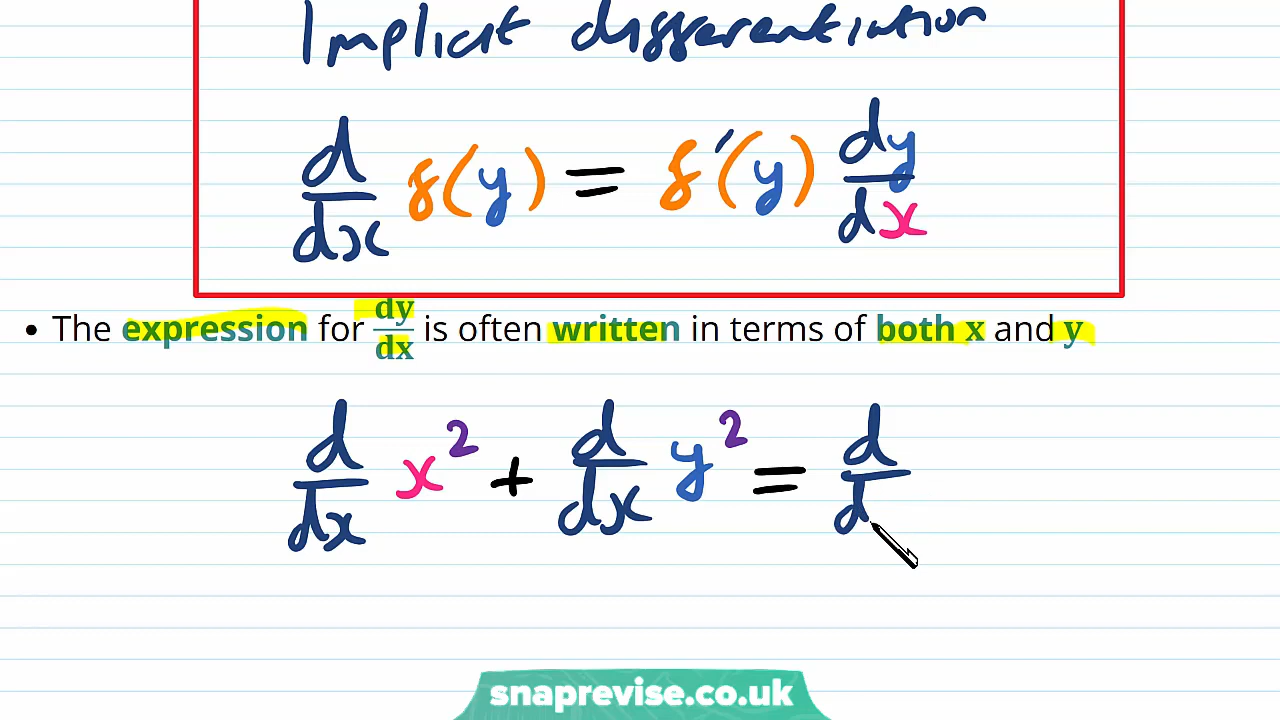 Implicit differentiation
d/dx f(y) = f'(y) dy/dx
• The expression for dy/dx is often written in terms of both x and y
d/dx x² + d/dx y² = d/d
snaprevise.co.uk